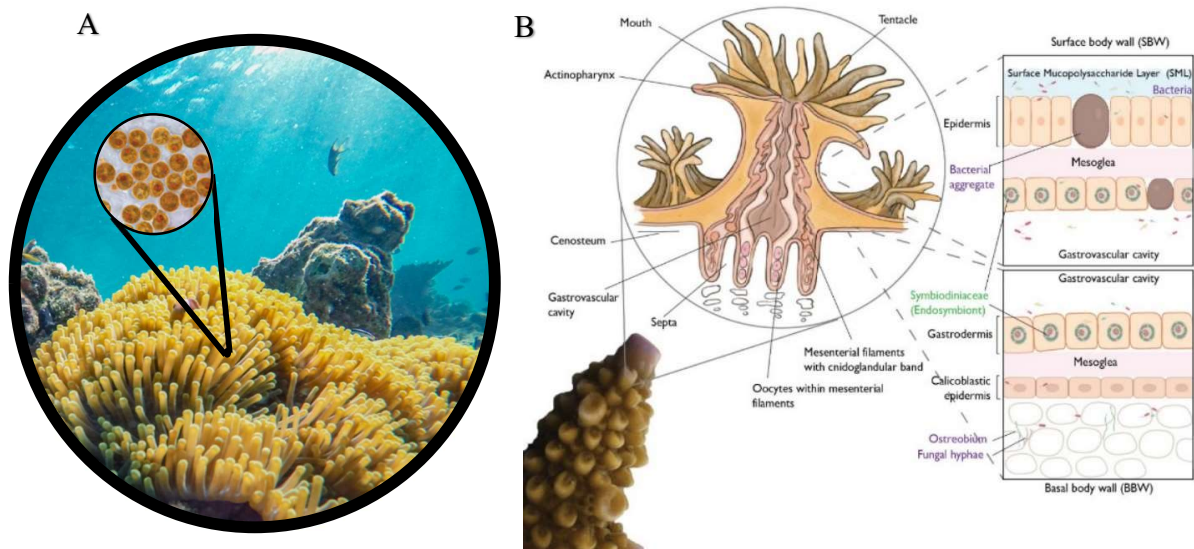 A
B
Mouth
Tentacle
Actinopharynx
Cenosteum
Gastrovascular
cavity
Septa
Mesenterial filaments
with cnidoglandular band
Oocytes within mesenterial
filaments
Surface body wall (SBW)
Surface Mucopolysaccharide Layer (SML)
Bacteria
Epidermis
Mesoglea
Bacterial
aggregate
Gastrovascular cavity
Gastrovascular cavity
Symbiodiniaceae
(Endosymbiont)
Gastrodermis
Mesoglea
Calicoblastic
epidermis
Ostreobium
Fungal hyphae
Basal body wall (BBW)